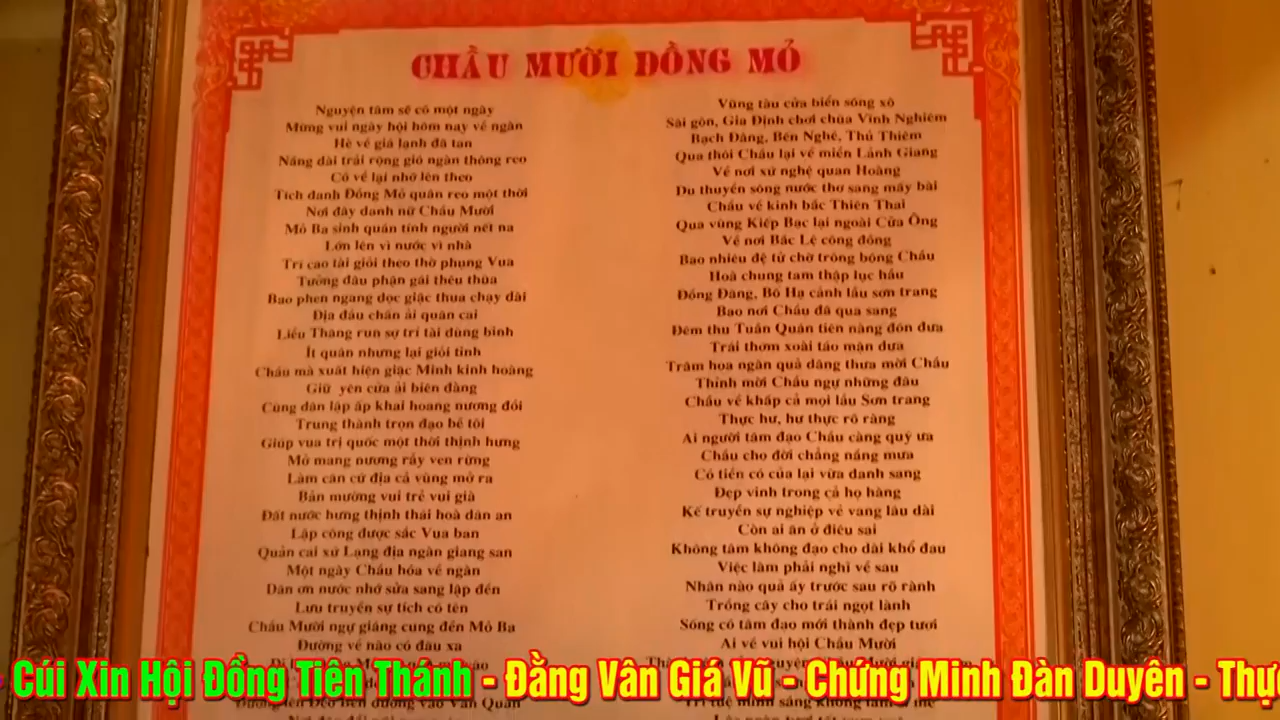 CHẦU MƯỜI ĐỒNG MỎ
Nguyện tâm sẽ có một ngày
Mừng vui ngày hội hôm nay về ngàn
Hè về giá lạnh đã tan
Nắng dài trải rộng gió ngàn thông reo
Cô về lại nhớ lên theo
Tích danh Đồng Mỏ quân reo một thời
Nơi đây danh nữ Chầu Mười
Mỏ Ba sinh quán tính người nết na
Lớn lên vì nước vì nhà
Trí cao tài giỏi theo thờ phụng Vua
Tưởng đâu phận gái thêu thùa
Bao phen ngang dọc giặc thua chạy dài
Địa đầu chấn ải quân cai
Liễu Thăng run sợ trí tài dùng binh
Ít quân nhưng lại giỏi tinh
Chầu mà xuất hiện giặc Minh kinh hoàng
Giữ yên cửa ải biên đằng
Cùng dân lập ấp khai hoang nương đồi
Trung thành trọn đạo bề tôi
Giúp vua trị quốc một thời thịnh hưng
Mở mang nương rẫy ven rừng
Làm căn cứ địa cả vùng mở ra
Bản mường vui trẻ vui già
Đất nước hưng thịnh thái hoà dân an
Lập công được sắc Vua ban
Quản cai xứ Lạng địa ngàn giang san
Một ngày Chầu hóa về ngàn
Dân ơn nước nhớ sửa sang lập đền
Lưu truyền sự tích có tên
Chầu Mười ngự giáng cung đền Mỏ Ba
Đường về nào có đâu xa
Vũng tàu cửa biển sóng xô
Sài gòn, Gia Định chơi chùa Vĩnh Nghiêm
Bạch Đằng, Bến Nghé, Thủ Thiêm
Qua thôi Chầu lại về miền Lảnh Giang
Về nơi xứ nghệ quan Hoàng
Du thuyền sông nước thơ sang mấy bài
Chầu về kinh bắc Thiên Thai
Qua vùng Kiếp Bạc lại ngoài Cửa Ông
Về nơi Bắc Lệ công đồng
Bao nhiêu đệ tử chờ trông bóng Chầu
Hoà chung tam thập lục hầu
Đồng Đăng, Bố Hạ cảnh lầu sơn trang
Bao nơi Chầu đã qua sang
Đêm thu Tuần Quán tiên nàng đón đưa
Trái thơm xoài táo mận dưa
Trăm hoa ngàn quả dâng thưa mời Chầu
Thỉnh mời Chầu ngự những đâu
Chầu về khắp cả mọi lầu Sơn trang
Thực hư, hư thực rõ ràng
Ai người tâm đạo Chầu càng quý ưa
Chầu cho đời chẳng nắng mưa
Có tiền có của lại vừa danh sang
Đẹp vinh trong cả họ hàng
Kế truyền sự nghiệp vẻ vang lâu dài
Còn ai ăn ở điêu sai
Không tâm không đạo cho dài khổ đau
Việc làm phải nghĩ về sau
Nhân nào quả ấy trước sau rõ rành
Trồng cây cho trái ngọt lành
Sống có tâm đạo mới thành đẹp tươi
Ai về vui hội Chầu Mười
Cúi Xin Hội Đồng Tiên Thánh - Đằng Vân Giá Vũ - Chứng Minh Đàn Duyên - Thự